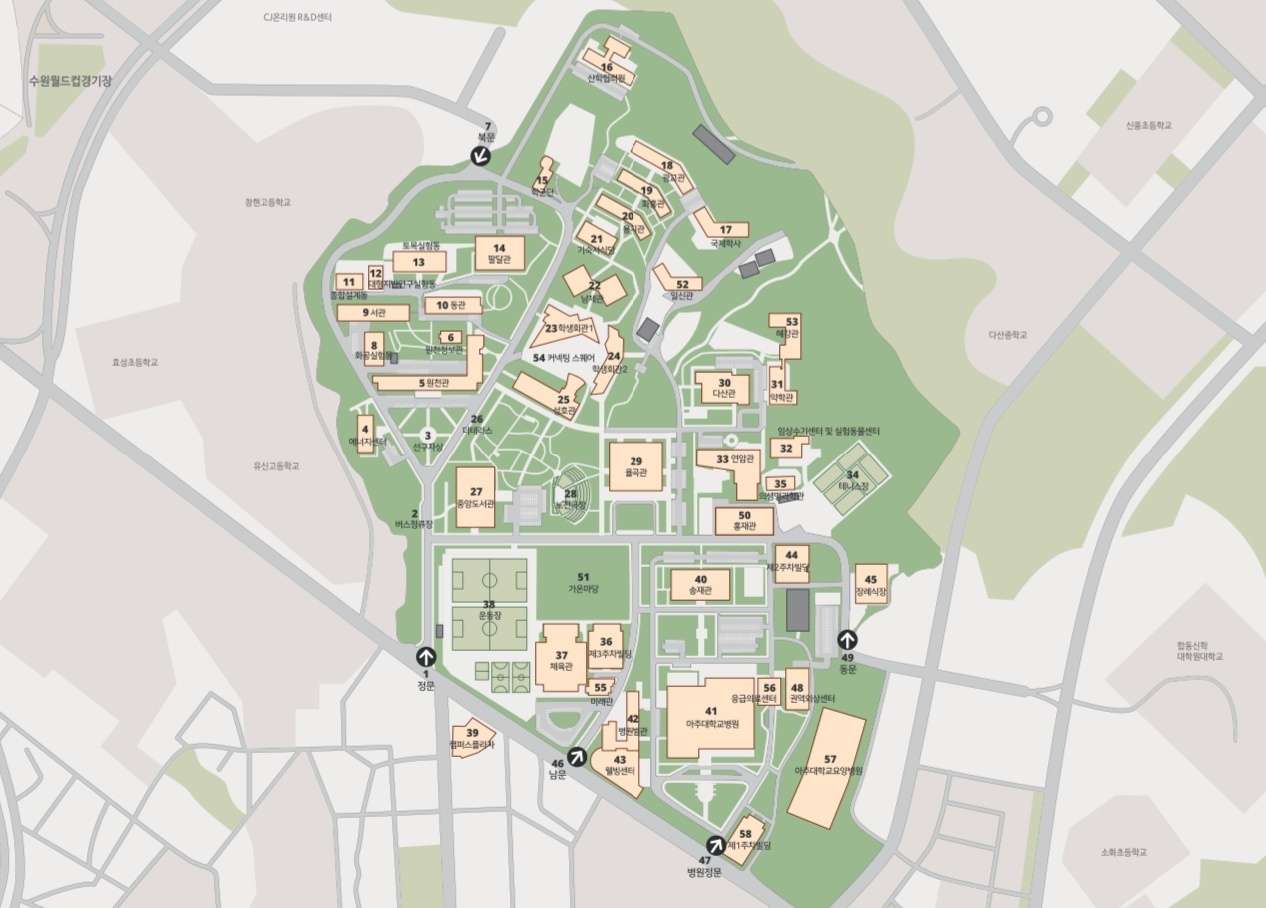 CJ온리원 R&D센터
수원월드컵경기장
16
산학협력원
7
북문
신풍초등학교
18
광교관
15
학군단
19
화홍관
창현고등학교
20
용지관
17
국제학사
21
기숙사식당
토목실험동
13
14
팔달관
12
대형지반연구실험동
11
종합설계동
22
남제관
52
일신관
10 동관
9 서관
23 학생회관1
53
혜강관
다산중학교
6
원천정보관
8
화공실험동
54 커넥팅 스퀘어
24
학생회관2
효성초등학교
5 원천관
30
다산관
31
약학관
25
성호관
26
더테라스
4
에너지센터
3
선구자상
임상수가센터 및 실험동물센터
32
유신고등학교
29
율곡관
33 연암관
34
테니스장
27
중앙도서관
28
노천극장
35
의생명과학관
2
버스정류장
50
홍재관
44
제2주차빌딩
51
가온마당
40
송재관
45
장례식장
38
운동장
36
제3주차빌딩
37
체육관
합동신학
대학원대학교
49
동문
1
정문
55
미래관
56
응급의료센터
48
권역외상센터
41
아주대학교병원
42
병원별관
39
캠퍼스플라자
46
남문
43
웰빙센터
57
아주대학교요양병원
58
제1주차빌딩
47
병원정문
소화초등학교